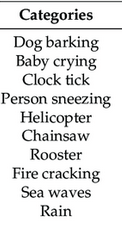 Categories
Dog barking
Baby crying
Clock tick
Person sneezing
Helicopter
Chainsaw
Rooster
Fire cracking
Sea waves
Rain